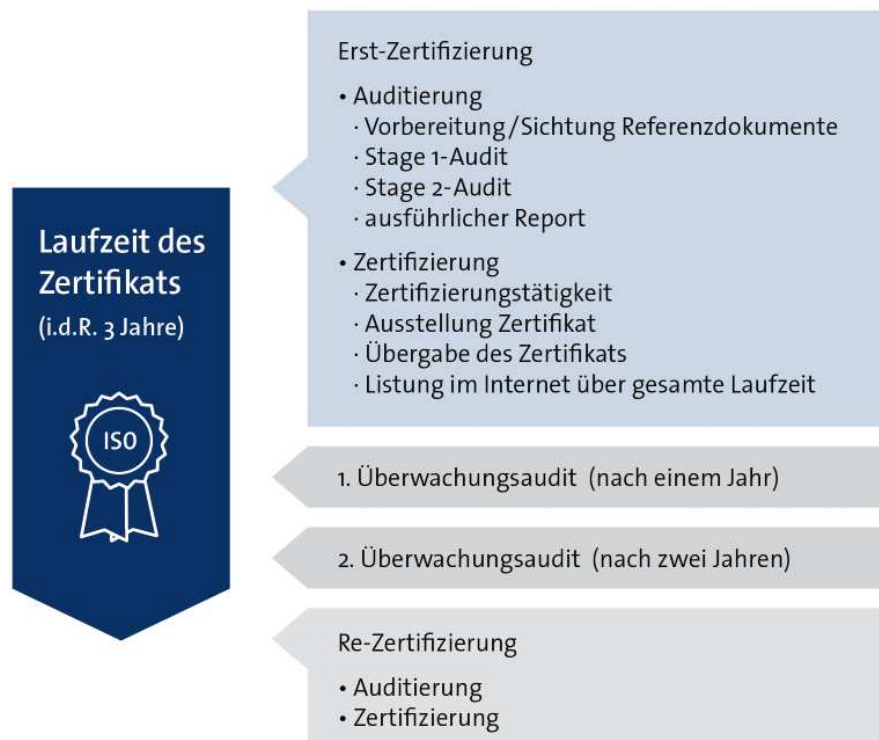 Laufzeit des
Zertifikats
(i.d.R. 3 Jahre)
ISO
Erst-Zertifizierung
• Auditierung
· Vorbereitung/Sichtung Referenzdokumente
· Stage 1-Audit
· Stage 2-Audit
· ausführlicher Report
• Zertifizierung
· Zertifizierungstätigkeit
· Ausstellung Zertifikat
· Übergabe des Zertifikats
· Listung im Internet über gesamte Laufzeit
1. Überwachungsaudit (nach einem Jahr)
2. Überwachungsaudit (nach zwei Jahren)
Re-Zertifizierung
• Auditierung
• Zertifizierung